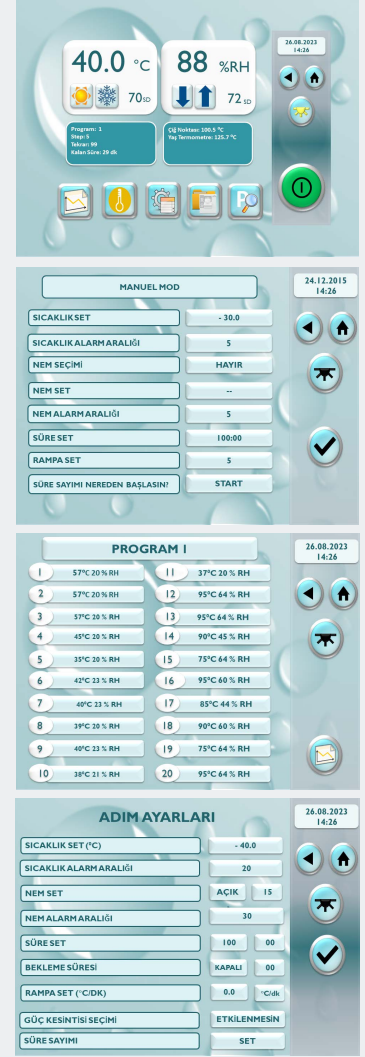 26.08.2023
14:26
40.0 °C
70 SD
88 %RH
72 SD
Program: 1
Step: 5
Tekrar: 99
Kalan Süre: 29 dk
Çiğ Noktası: 100.5 °C
Yaş Termometre: 125.7 °C
MANUEL MOD
24.12.2015
14:26
SICAKLIK SET
- 30.0
SICAKLIK ALARM ARALIĞI
5
NEM SEÇİMİ
HAYIR
NEM SET
--
NEM ALARM ARALIĞI
5
SÜRE SET
100:00
RAMPA SET
5
SÜRE SAYIMI NEREDEN BAŞLASIN?
START
PROGRAM 1
26.08.2023
14:26
1 57°C 20 % RH
2 57°C 20 % RH
3 57°C 20 % RH
4 45°C 20 % RH
5 35°C 20 % RH
6 42°C 23 % RH
7 40°C 23 % RH
8 39°C 20 % RH
9 40°C 23 % RH
10 38°C 21 % RH
11 37°C 20 % RH
12 95°C 64 % RH
13 95°C 64 % RH
14 90°C 45 % RH
15 75°C 64 % RH
16 95°C 60 % RH
17 85°C 44 % RH
18 90°C 60 % RH
19 75°C 64 % RH
20 95°C 64 % RH
ADIM AYARLARI
26.08.2023
14:26
SICAKLIK SET (°C)
- 40.0
SICAKLIK ALARM ARALIĞI
20
NEM SET
AÇIK 15
NEM ALARM ARALIĞI
30
SÜRE SET
100 00
BEKLEME SÜRESİ
KAPALI 00
RAMPA SET (°C/DK)
0.0 °C/dk
GÜÇ KESİNTİSİ SEÇİMİ
ETKİLENMESİN
SÜRE SAYIMI
SET